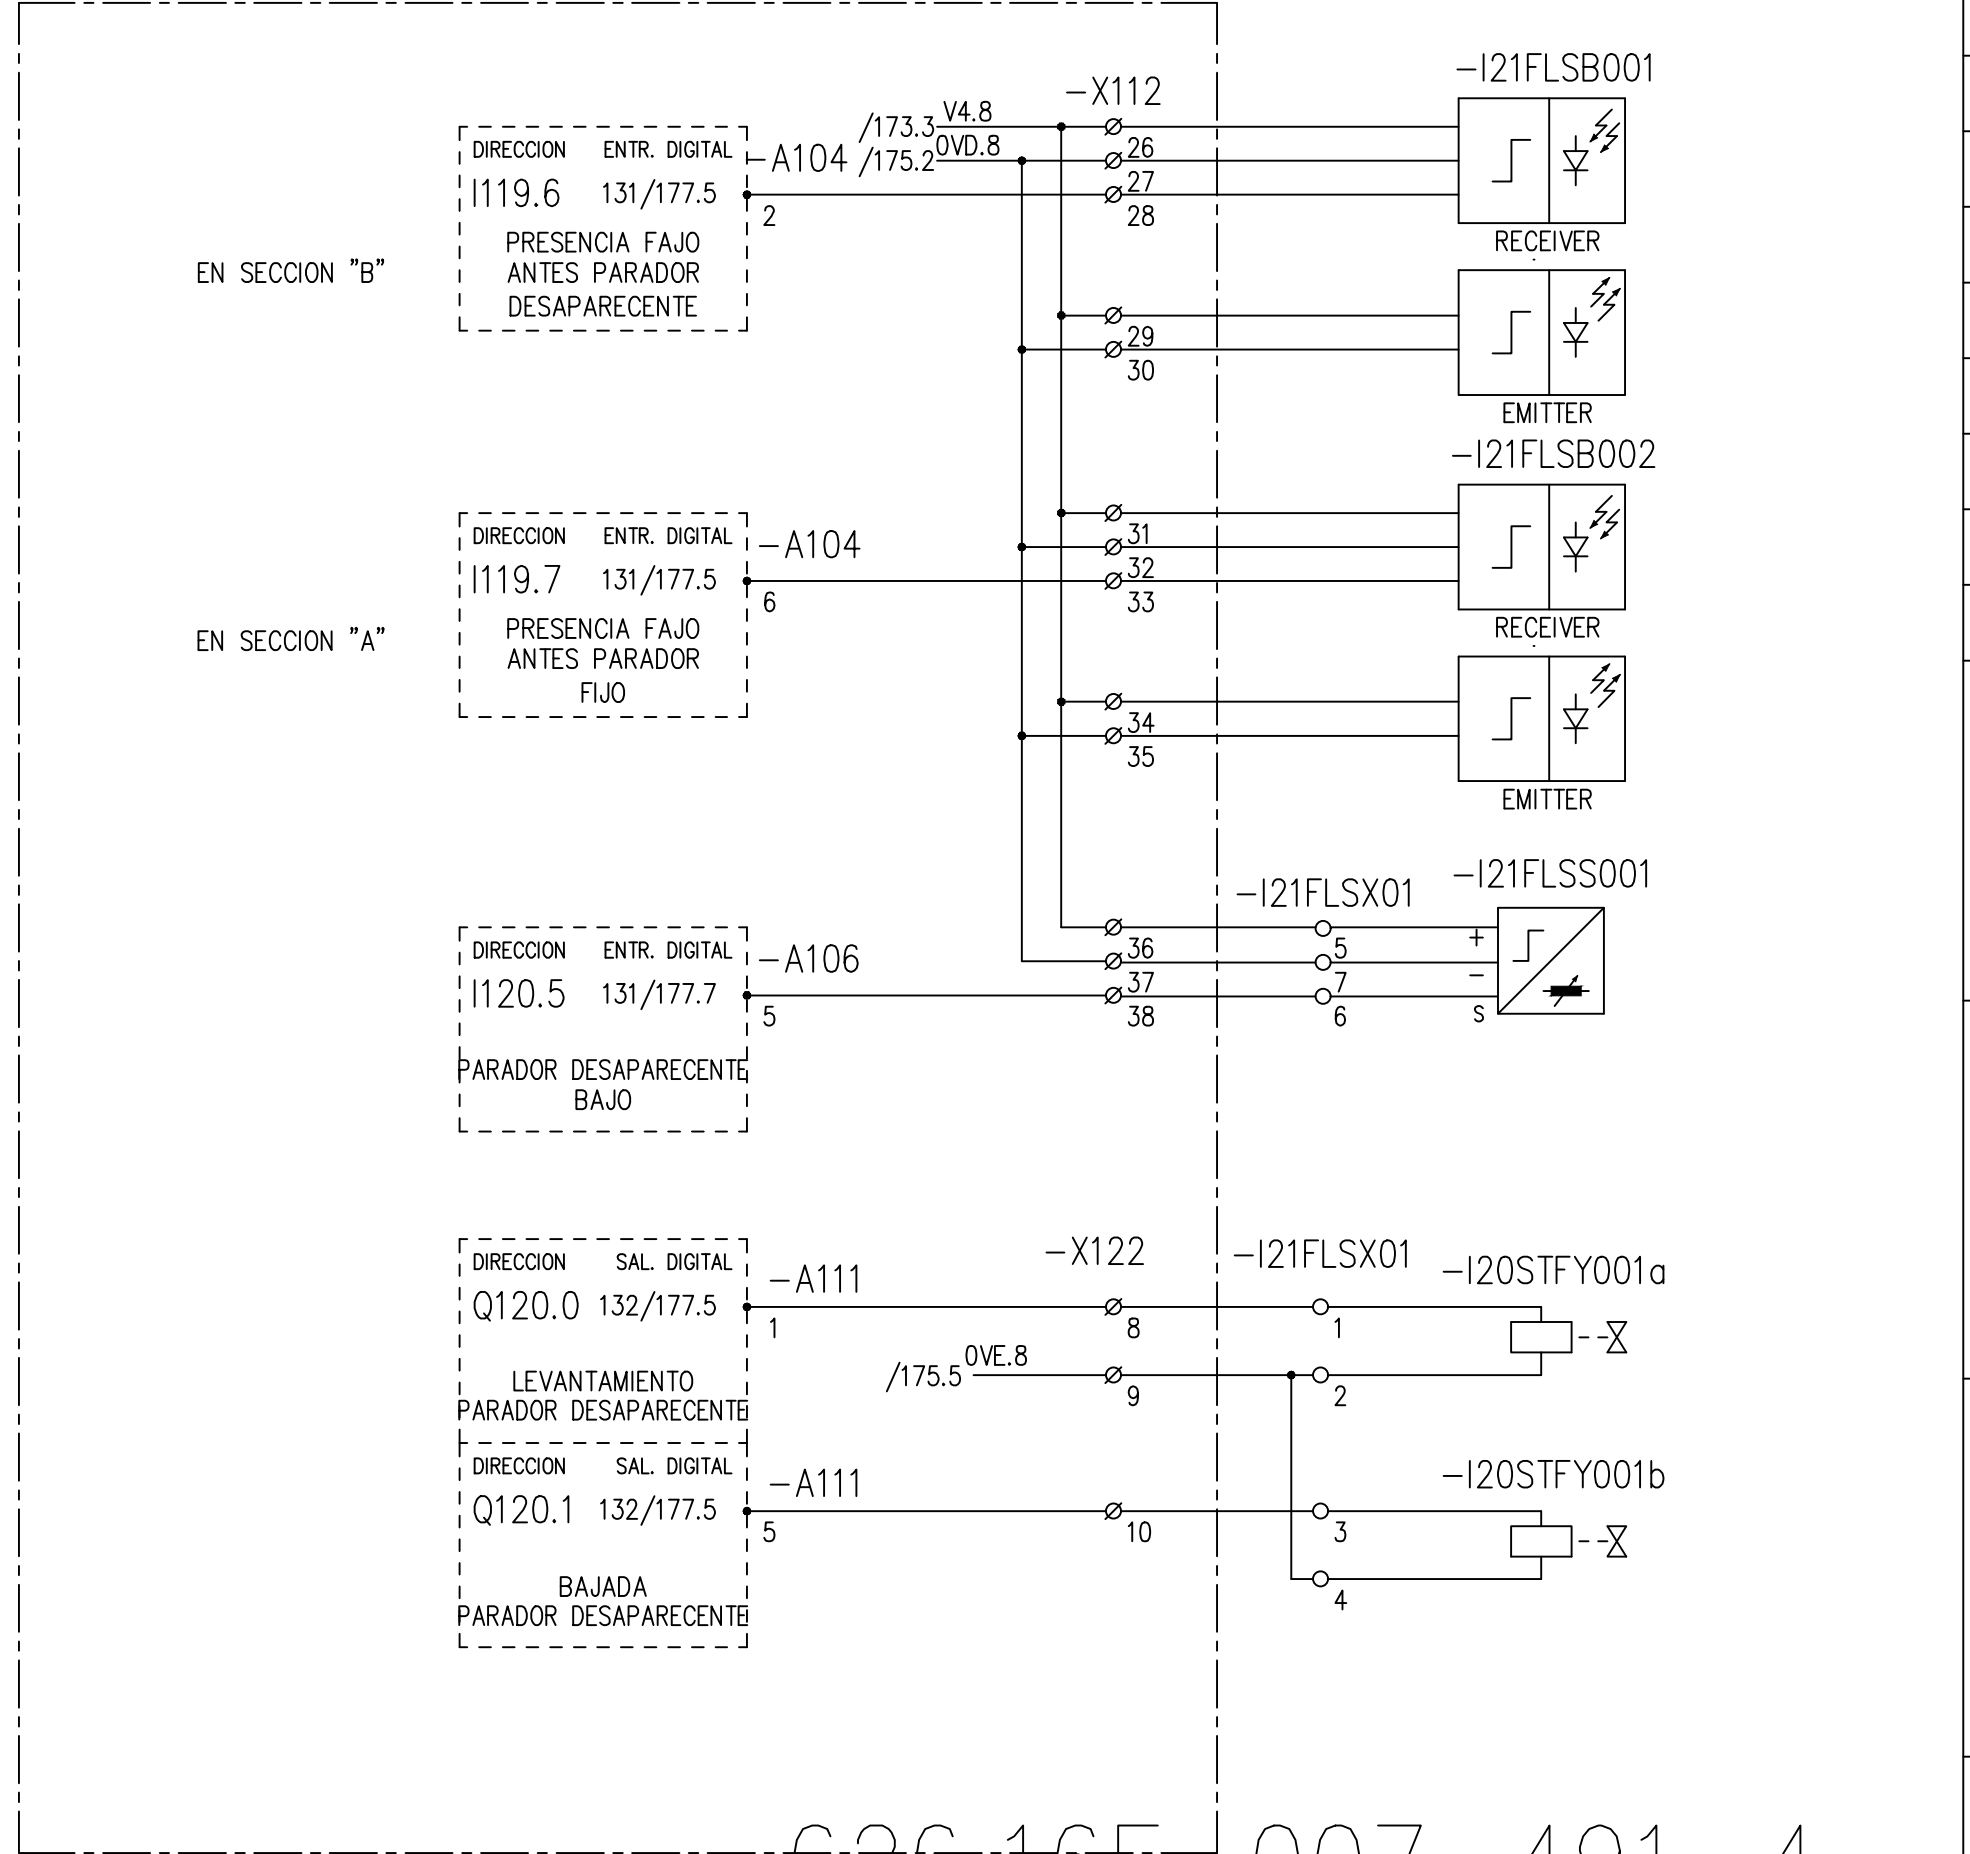 -I21FLSB001
-X112
/173.3 V4.8
DIRECCION ENTR. DIGITAL -A104 /175.2 0VD.8 26
I119.6 131/177.5 27
2 28
RECEIVER
PRESENCIA FAJO
ANTES PARADOR
DESAPARECENTE
EN SECCION "B"
29
30
EMITTER
-I21FLSB002
DIRECCION ENTR. DIGITAL -A104 31
I119.7 131/177.5 32
6 33
RECEIVER
PRESENCIA FAJO
ANTES PARADOR
FIJO
EN SECCION "A"
34
35
EMITTER
-I21FLSX01 -I21FLSS001
DIRECCION ENTR. DIGITAL -A106 36 5 +
I120.5 131/177.7 37 7 -
5 38 6 S
PARADOR DESAPARECENTE
BAJO
-X122 -I21FLSX01 -I20STFY001a
DIRECCION SAL. DIGITAL -A111
Q120.0 132/177.5
1 8 1
/175.5 0VE.8
9 2
LEVANTAMIENTO
PARADOR DESAPARECENTE
DIRECCION SAL. DIGITAL -A111 -I20STFY001b
Q120.1 132/177.5
5 10 3
4
BAJADA
PARADOR DESAPARECENTE